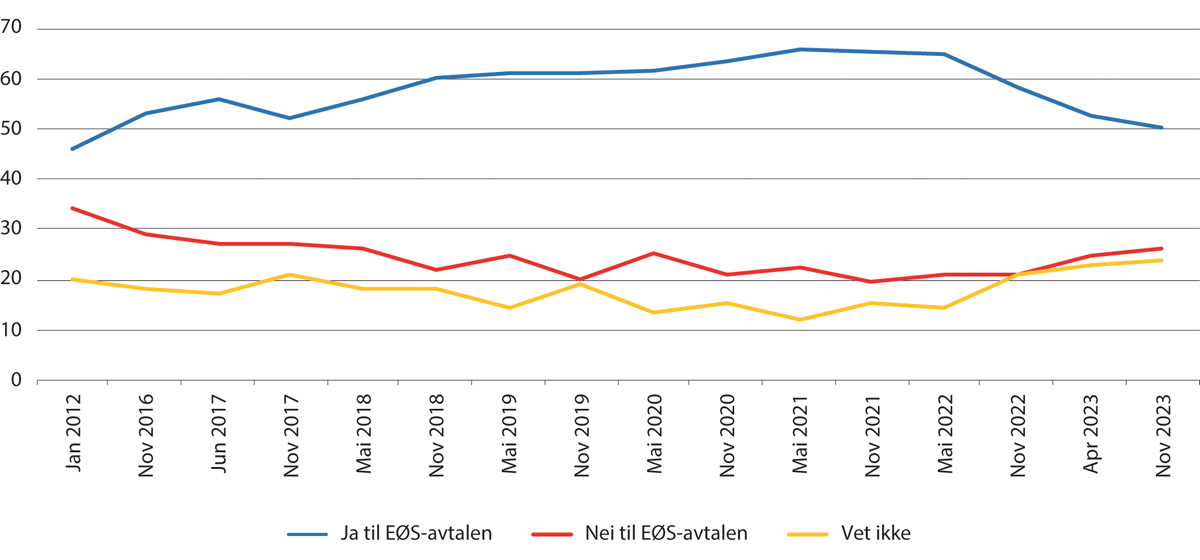 70
60
50
40
30
20
10
0
Jan 2012
Nov 2016
Jun 2017
Nov 2017
Mai 2018
Nov 2018
Mai 2019
Nov 2019
Mai 2020
Nov 2020
Mai 2021
Nov 2021
Mai 2022
Nov 2022
Apr 2023
Nov 2023
Ja til EØS-avtalen Nei til EØS-avtalen Vet ikke